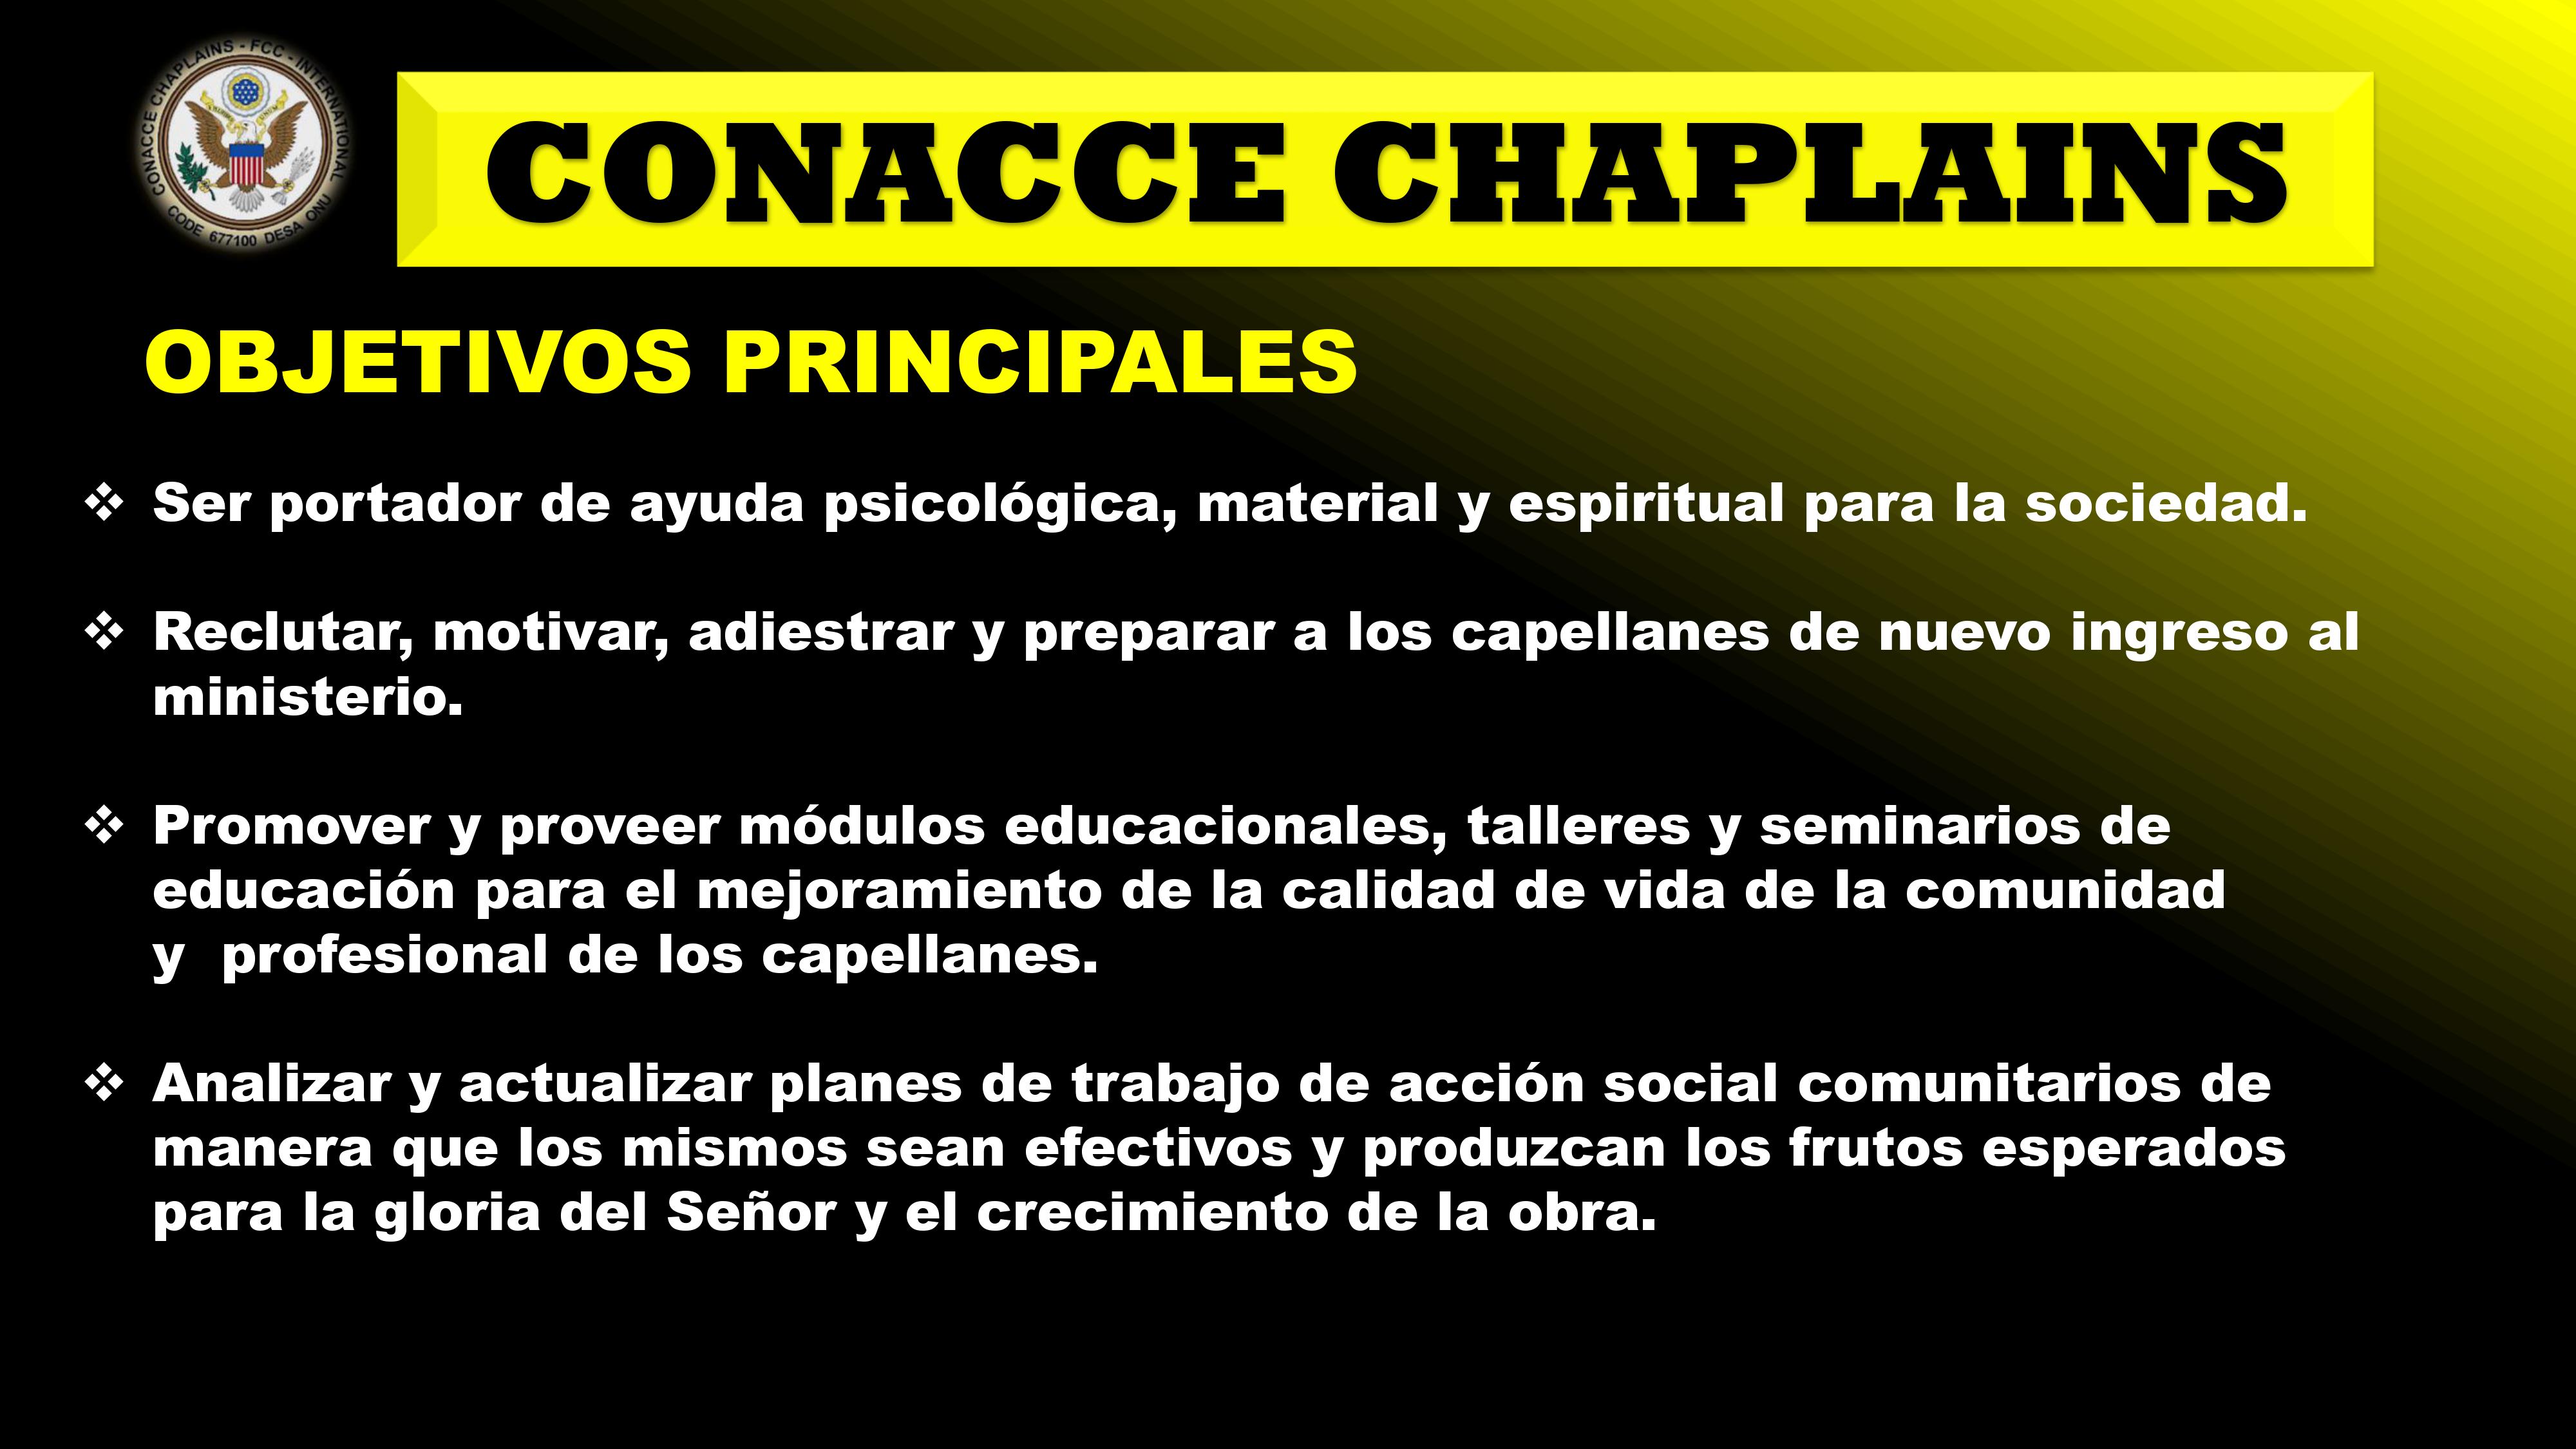 CONACCE CHAPLAINS - FCC - INTERNATIONAL
CODE 677100 DESA ONU
CONACCE CHAPLAINS
OBJETIVOS PRINCIPALES
❖ Ser portador de ayuda psicológica, material y espiritual para la sociedad.
❖ Reclutar, motivar, adiestrar y preparar a los capellanes de nuevo ingreso al
ministerio.
❖ Promover y proveer módulos educacionales, talleres y seminarios de
educación para el mejoramiento de la calidad de vida de la comunidad
y  profesional de los capellanes.
❖ Analizar y actualizar planes de trabajo de acción social comunitarios de
manera que los mismos sean efectivos y produzcan los frutos esperados
para la gloria del Señor y el crecimiento de la obra.